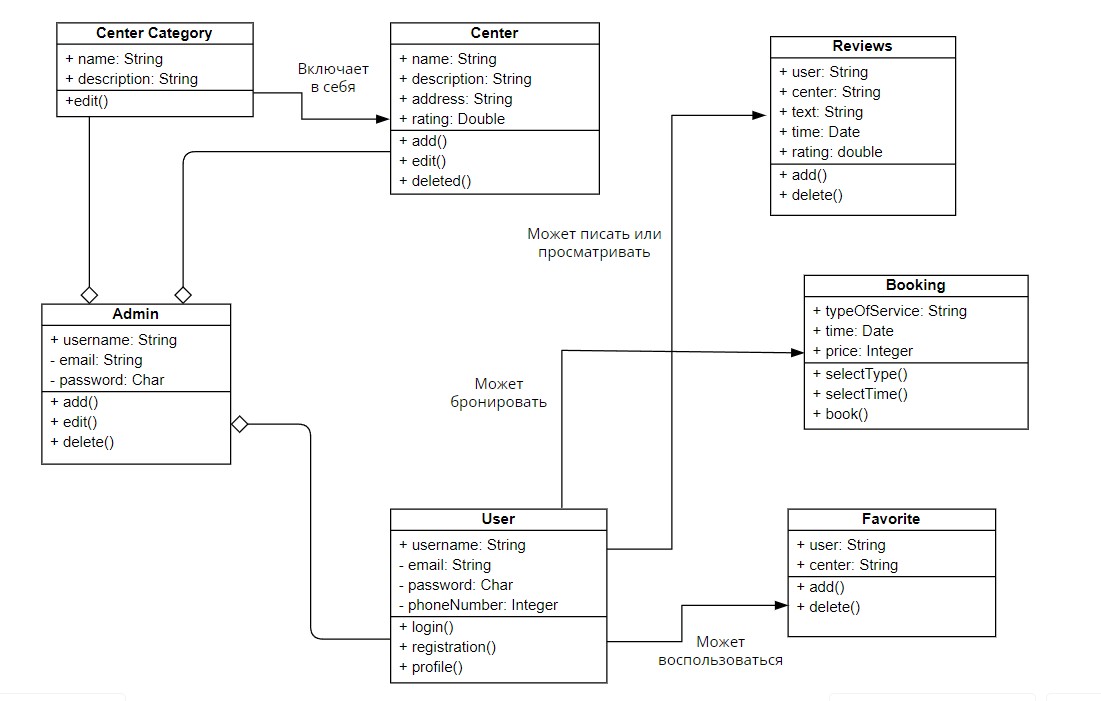 Center Category
+ name: String
+ description: String
+edit()
Включает
в себя
Center
+ name: String
+ description: String
+ address: String
+ rating: Double
+ add()
+ edit()
+ deleted()
Reviews
+ user: String
+ center: String
+ text: String
+ time: Date
+ rating: double
+ add()
+ delete()
Может писать или
просматривать
Booking
+ typeOfService: String
+ time: Date
+ price: Integer
+ selectType()
+ selectTime()
+ book()
Admin
+ username: String
- email: String
- password: Char
+ add()
+ edit()
+ delete()
Может
бронировать
User
+ username: String
- email: String
- password: Char
- phoneNumber: Integer
+ login()
+ registration()
+ profile()
Favorite
+ user: String
+ center: String
+ add()
+ delete()
Может
воспользоваться